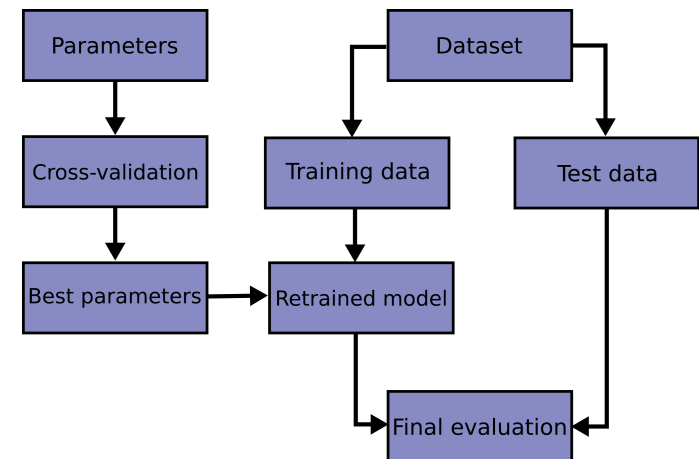 Parameters
Dataset
Cross-validation
Training data
Test data
Best parameters
Retrained model
Final evaluation